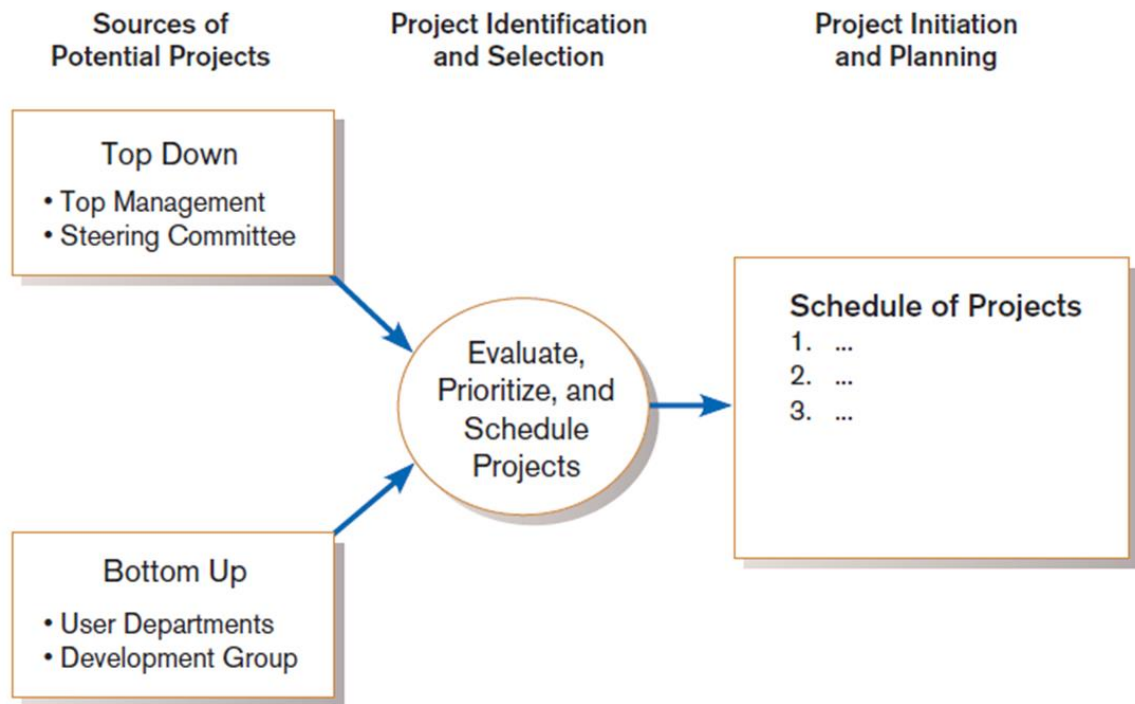 Sources of
Potential Projects
Project Identification
and Selection
Project Initiation
and Planning
Top Down
• Top Management
• Steering Committee
Evaluate,
Prioritize, and
Schedule
Projects
Schedule of Projects
1. ...
2. ...
3. ...
Bottom Up
• User Departments
• Development Group